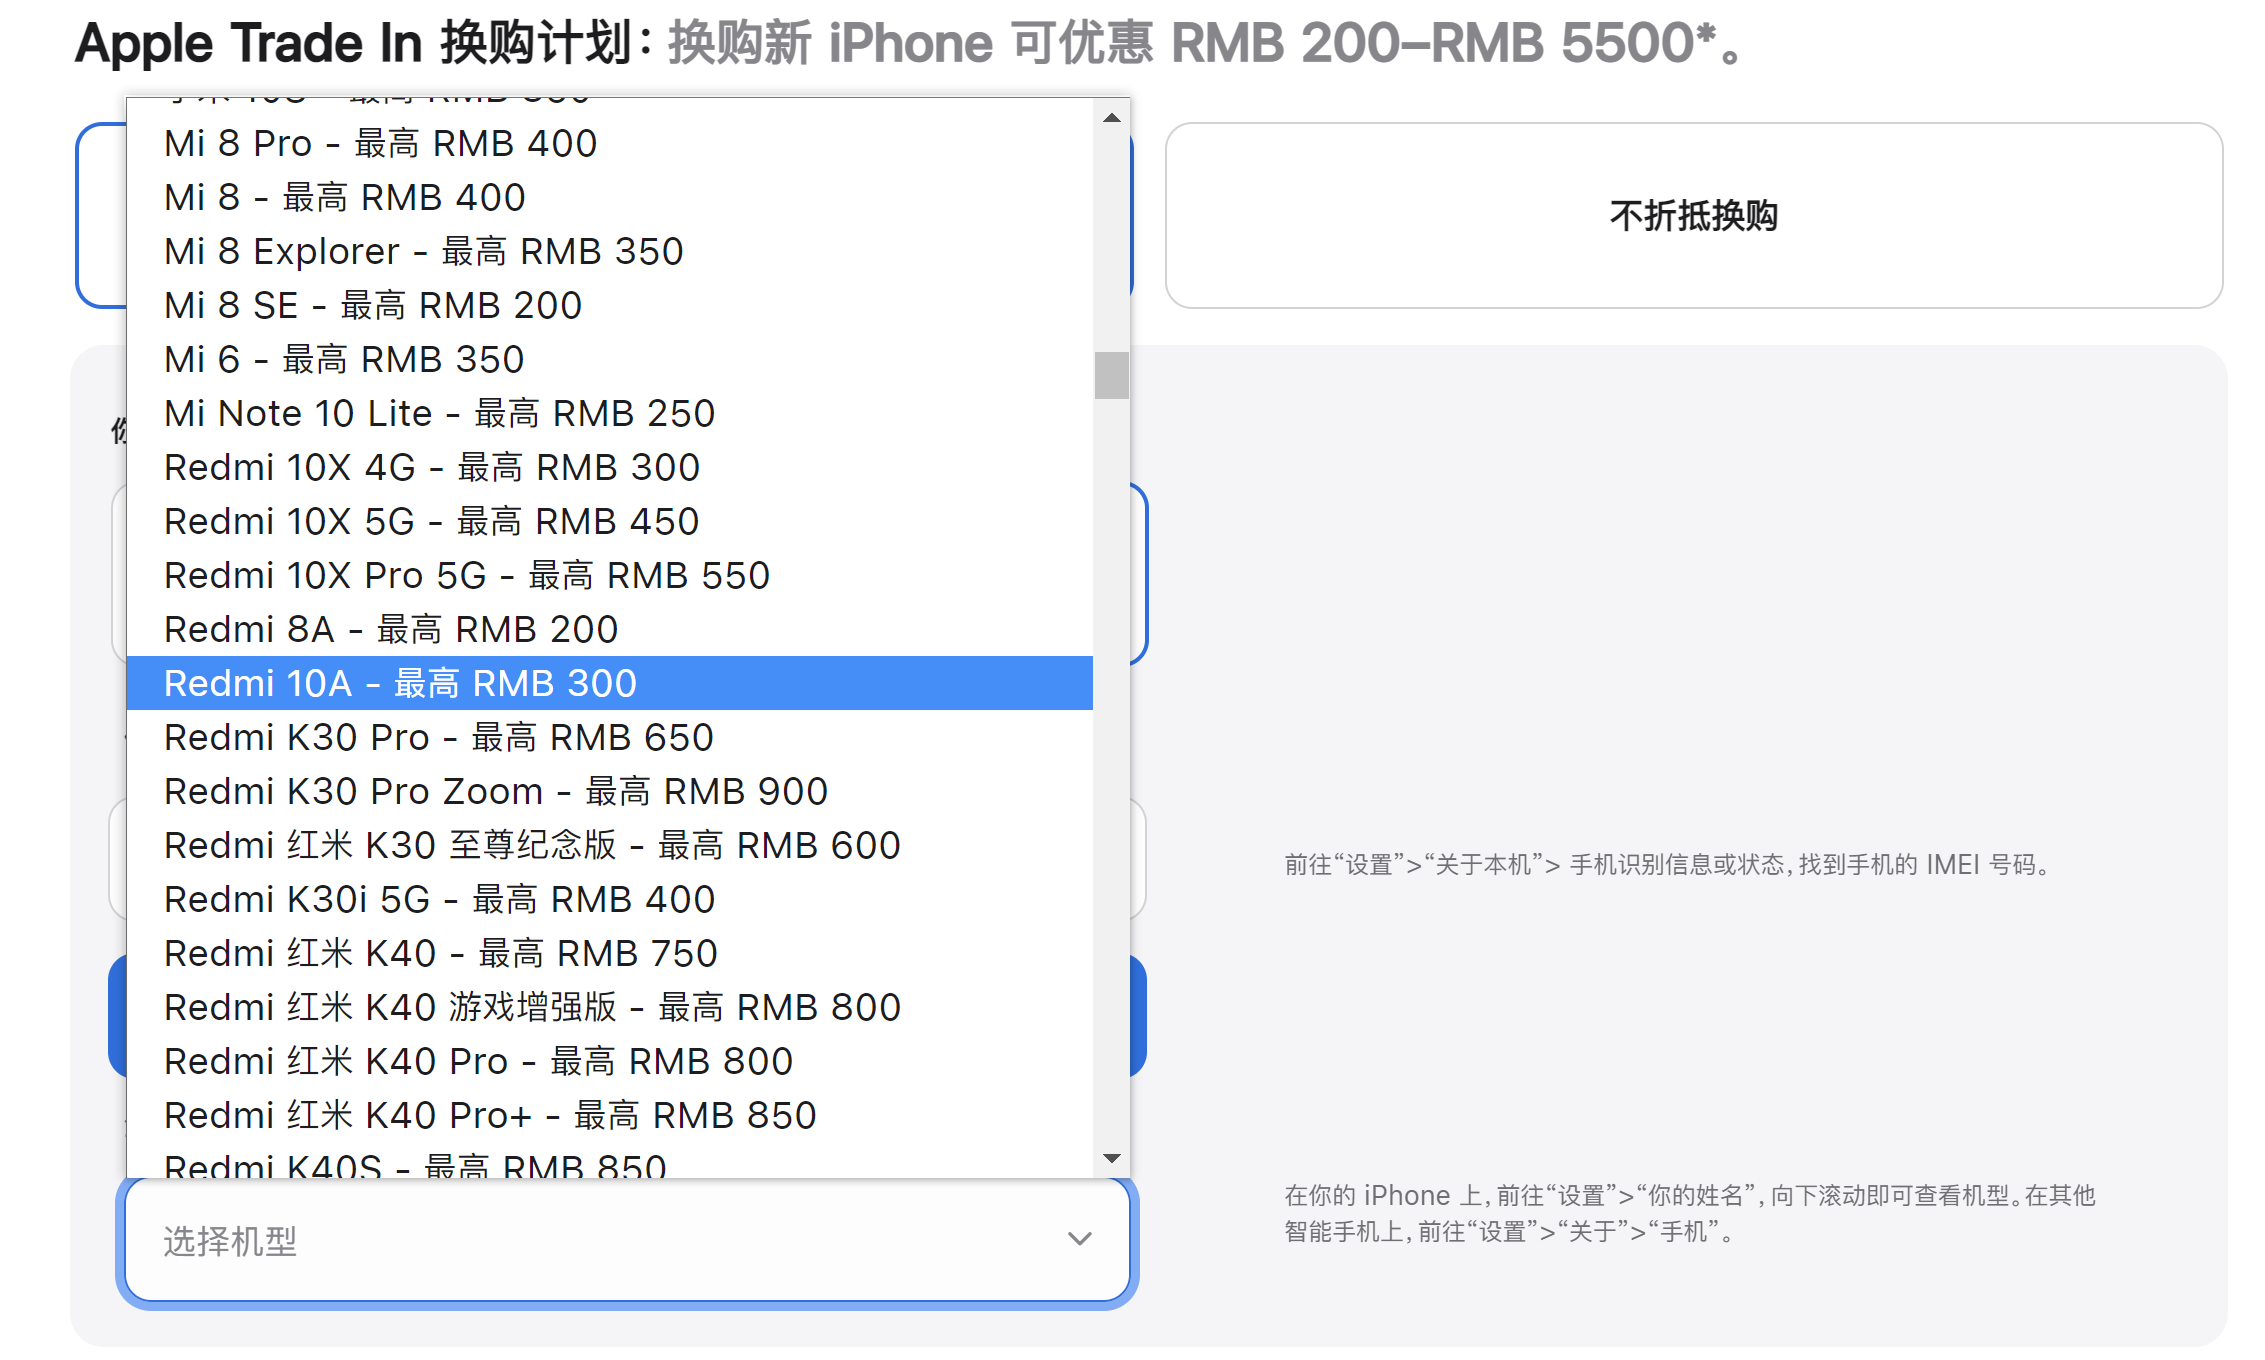 Apple Trade In 换购计划：换购新 iPhone 可优惠 RMB 200–RMB 5500*。
Mi 8 Pro - 最高 RMB 400
Mi 8 - 最高 RMB 400
Mi 8 Explorer - 最高 RMB 350
Mi 8 SE - 最高 RMB 200
Mi 6 - 最高 RMB 350
Mi Note 10 Lite - 最高 RMB 250
Redmi 10X 4G - 最高 RMB 300
Redmi 10X 5G - 最高 RMB 450
Redmi 10X Pro 5G - 最高 RMB 550
Redmi 8A - 最高 RMB 200
Redmi 10A - 最高 RMB 300
Redmi K30 Pro - 最高 RMB 650
Redmi K30 Pro Zoom - 最高 RMB 900
Redmi 红米 K30 至尊纪念版 - 最高 RMB 600
Redmi K30i 5G - 最高 RMB 400
Redmi 红米 K40 - 最高 RMB 750
Redmi 红米 K40 游戏增强版 - 最高 RMB 800
Redmi 红米 K40 Pro - 最高 RMB 800
Redmi 红米 K40 Pro+ - 最高 RMB 850
Redmi K40S - 最高 RMB 850
选择机型
不折抵换购
前往“设置”>“关于本机”> 手机识别信息或状态，找到手机的 IMEI 号码。
在你的 iPhone 上，前往“设置”>“你的姓名”，向下滚动即可查看机型。在其他
智能手机上，前往“设置”>“关于”>“手机”。